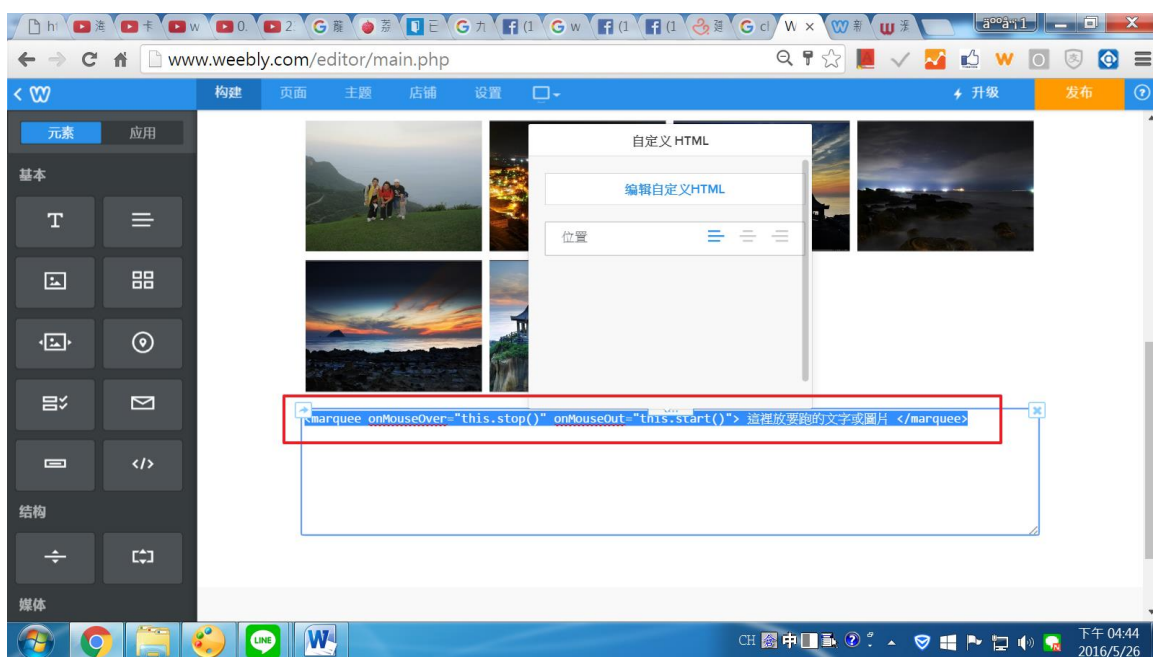 www.weebly.com/editor/main.php
构建 页面 主题 店铺 设置 升级 发布
元素 应用
基本
自定义 HTML
编辑自定义HTML
位置
<marquee onMouseOver="this.stop()" onMouseOut="this.start()"> 這裡放要跑的文字或圖片 </marquee>
结构
媒体
LINE
CH 中
下午 04:44
2016/5/26